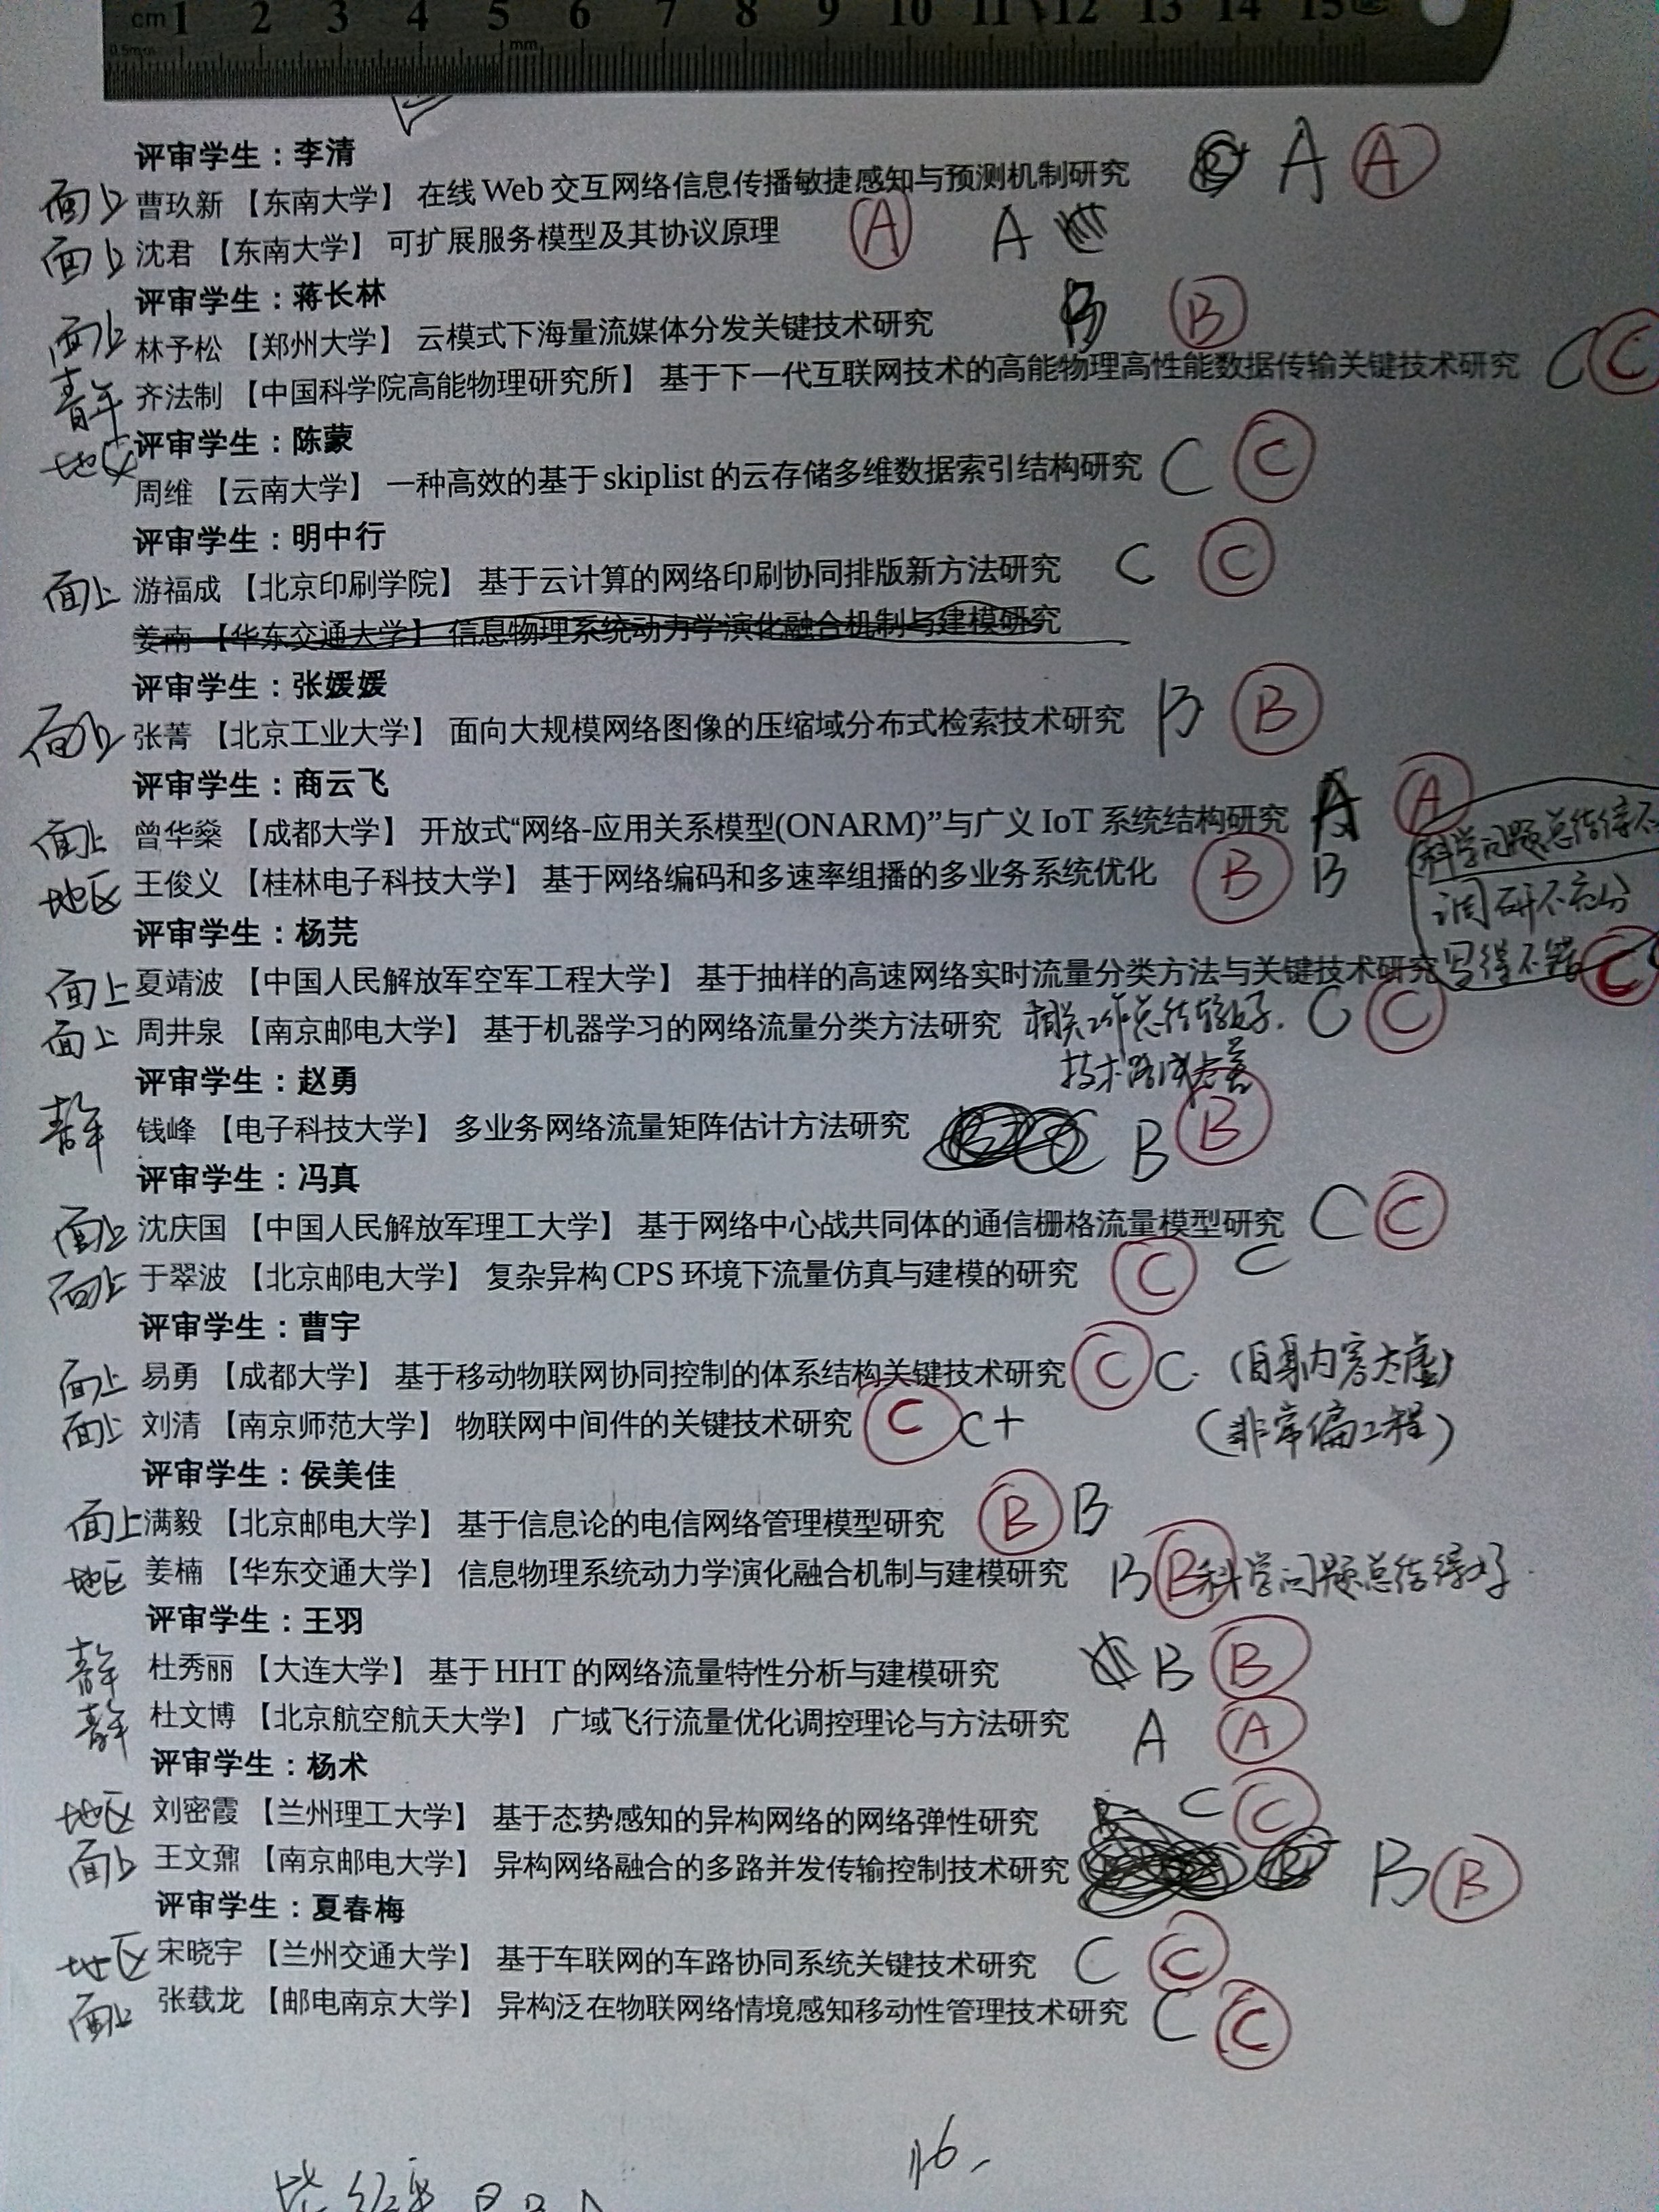 cm 1 2 3 4 5 6 7 8 9 10 11 12 13 14 15
0.5mm mm
评审学生：李清
面上 曹玖新 【东南大学】 在线 Web 交互网络信息传播敏捷感知与预测机制研究 A A
面上 沈君 【东南大学】 可扩展服务模型及其协议原理 A A
评审学生：蒋长林
面上 林予松 【郑州大学】 云模式下海量流媒体分发关键技术研究 B B
青年 齐法制 【中国科学院高能物理研究所】 基于下一代互联网技术的高能物理高性能数据传输关键技术研究 C C
评审学生：陈蒙
地区 周维 【云南大学】 一种高效的基于 skiplist 的云存储多维数据索引结构研究 C C
评审学生：明中行
面上 游福成 【北京印刷学院】 基于云计算的网络印刷协同排版新方法研究 C C
姜南 【华东交通大学】 信息物理系统动力学演化融合机制与建模研究
评审学生：张媛媛
面上 张菁 【北京工业大学】 面向大规模网络图像的压缩域分布式检索技术研究 B B
评审学生：商云飞
面上 曾华燊 【成都大学】 开放式“网络-应用关系模型(ONARM)”与广义 IoT 系统结构研究 A A
科学问题总结得不
地区 王俊义 【桂林电子科技大学】 基于网络编码和多速率组播的多业务系统优化 B B
调研不充分
评审学生：杨芫
面上 夏靖波 【中国人民解放军空军工程大学】 基于抽样的高速网络实时流量分类方法与关键技术研究 写得不错 C
面上 周井泉 【南京邮电大学】 基于机器学习的网络流量分类方法研究 相关工作总结较好. C C
技术路线
评审学生：赵勇
青年 钱峰 【电子科技大学】 多业务网络流量矩阵估计方法研究 B B
评审学生：冯真
面上 沈庆国 【中国人民解放军理工大学】 基于网络中心战共同体的通信栅格流量模型研究 C C
面上 于翠波 【北京邮电大学】 复杂异构 CPS 环境下流量仿真与建模的研究 C C
评审学生：曹宇
面上 易勇 【成都大学】 基于移动物联网协同控制的体系结构关键技术研究 C C (自身内容太虚)
面上 刘清 【南京师范大学】 物联网中间件的关键技术研究 C C+ (非常偏工程)
评审学生：侯美佳
面上 满毅 【北京邮电大学】 基于信息论的电信网络管理模型研究 B B
地区 姜楠 【华东交通大学】 信息物理系统动力学演化融合机制与建模研究 B B 科学问题总结得好
评审学生：王羽
青年 杜秀丽 【大连大学】 基于 HHT 的网络流量特性分析与建模研究 B B
青年 杜文博 【北京航空航天大学】 广域飞行流量优化调控理论与方法研究 A A
评审学生：杨术
地区 刘密霞 【兰州理工大学】 基于态势感知的异构网络的网络弹性研究 C C
面上 王文鼐 【南京邮电大学】 异构网络融合的多路并发传输控制技术研究 B B
评审学生：夏春梅
地区 宋晓宇 【兰州交通大学】 基于车联网的车路协同系统关键技术研究 C C
面上 张载龙 【邮电南京大学】 异构泛在物联网络情境感知移动性管理技术研究 C C